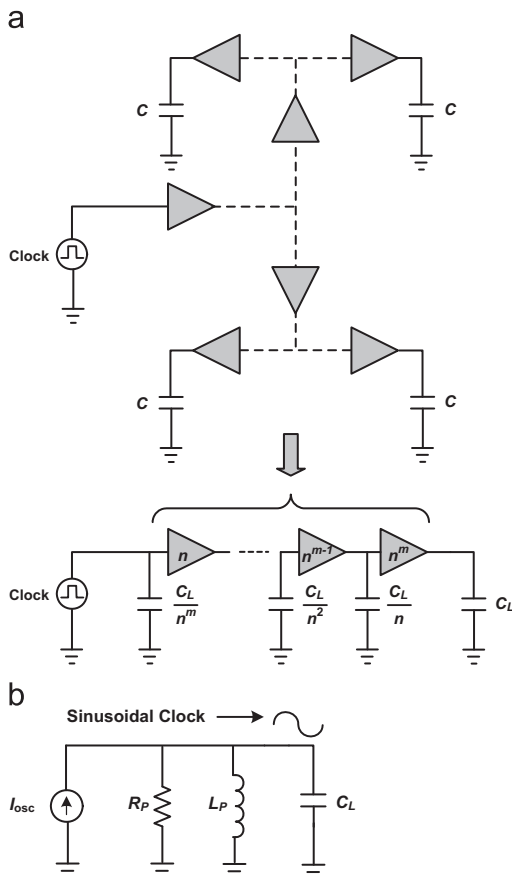 a
C C
Clock
C C
n n^{m-1} n^m
Clock C_L/n^m C_L/n^2 C_L/n C_L
b
Sinusoidal Clock
I_osc R_P L_P C_L